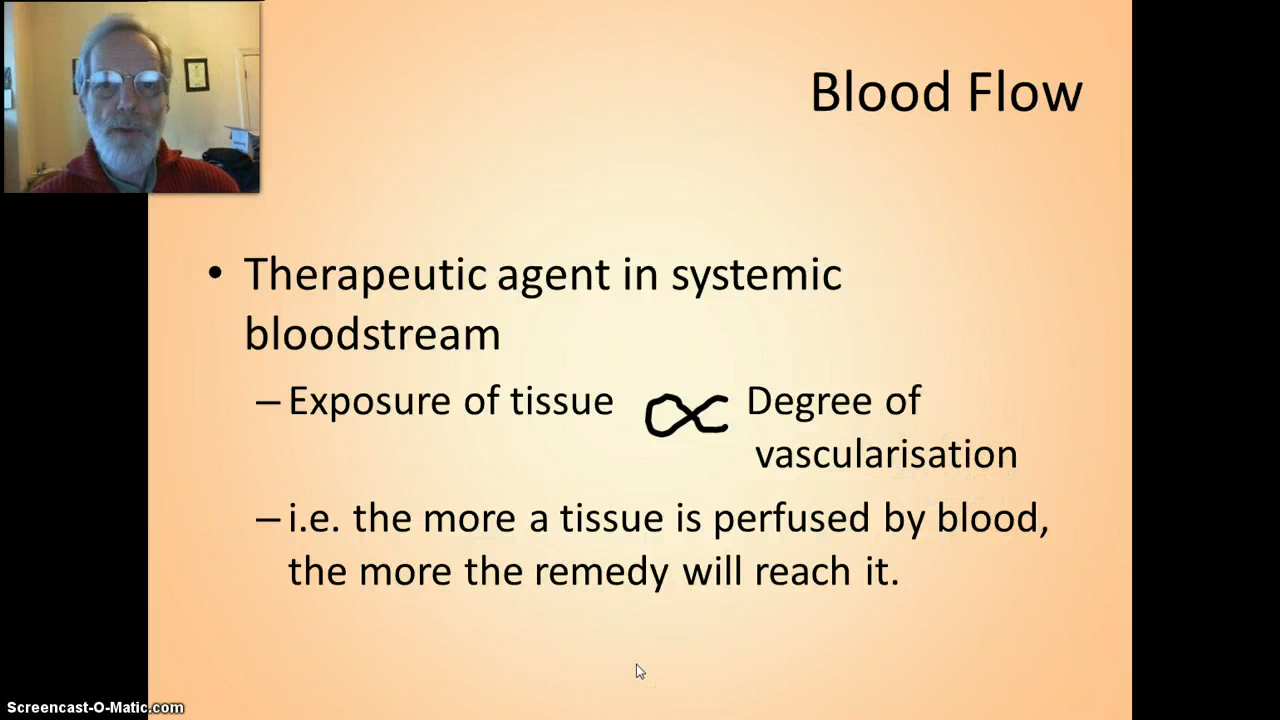 Blood Flow
• Therapeutic agent in systemic
bloodstream
– Exposure of tissue ∝ Degree of
vascularisation
– i.e. the more a tissue is perfused by blood,
the more the remedy will reach it.
Screencast-O-Matic.com